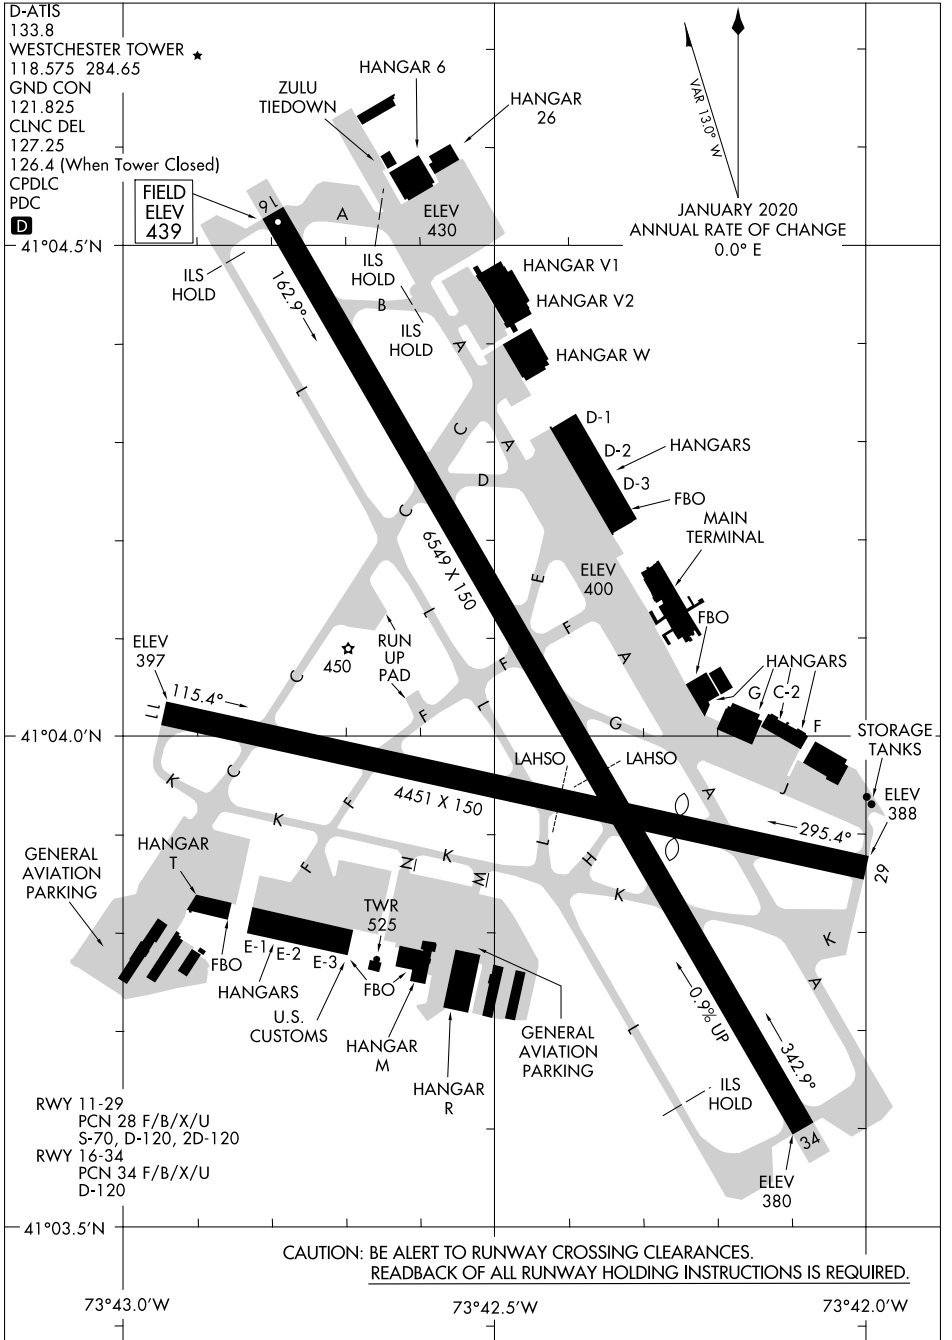 D-ATIS
133.8
WESTCHESTER TOWER
118.575 284.65
GND CON
121.825
CLNC DEL
127.25
126.4 (When Tower Closed)
CPDLC
PDC
D
FIELD
ELEV
439
ZULU
TIEDOWN
HANGAR 6
HANGAR
26
VAR 13.0° W
JANUARY 2020
ANNUAL RATE OF CHANGE
0.0° E
16
A
ELEV
430
41°04.5'N
ILS
HOLD
ILS
HOLD
162.9°
B
ILS
HOLD
A
HANGAR V1
HANGAR V2
HANGAR W
L
C
A
D
C
D-1
D-2
D-3
HANGARS
FBO
MAIN
TERMINAL
6549 X 150
E
ELEV
400
L
F
F
A
FBO
ELEV
397
450
RUN
UP
PAD
C
F
L
G
HANGARS
G
C-2
F
115.4°
11
41°04.0'N
STORAGE
TANKS
K
C
F
LAHSO
LAHSO
A
J
ELEV
388
4451 X 150
K
295.4°
HANGAR
T
GENERAL
AVIATION
PARKING
F
N
K
M
L
H
K
29
TWR
525
K
A
FBO
E-1
E-2
E-3
HANGARS
U.S.
CUSTOMS
FBO
HANGAR
M
HANGAR
R
GENERAL
AVIATION
PARKING
L
0.9% UP
342.9°
ILS
HOLD
34
ELEV
380
RWY 11-29
PCN 28 F/B/X/U
S-70, D-120, 2D-120
RWY 16-34
PCN 34 F/B/X/U
D-120
41°03.5'N
CAUTION: BE ALERT TO RUNWAY CROSSING CLEARANCES.
READBACK OF ALL RUNWAY HOLDING INSTRUCTIONS IS REQUIRED.
73°43.0'W
73°42.5'W
73°42.0'W